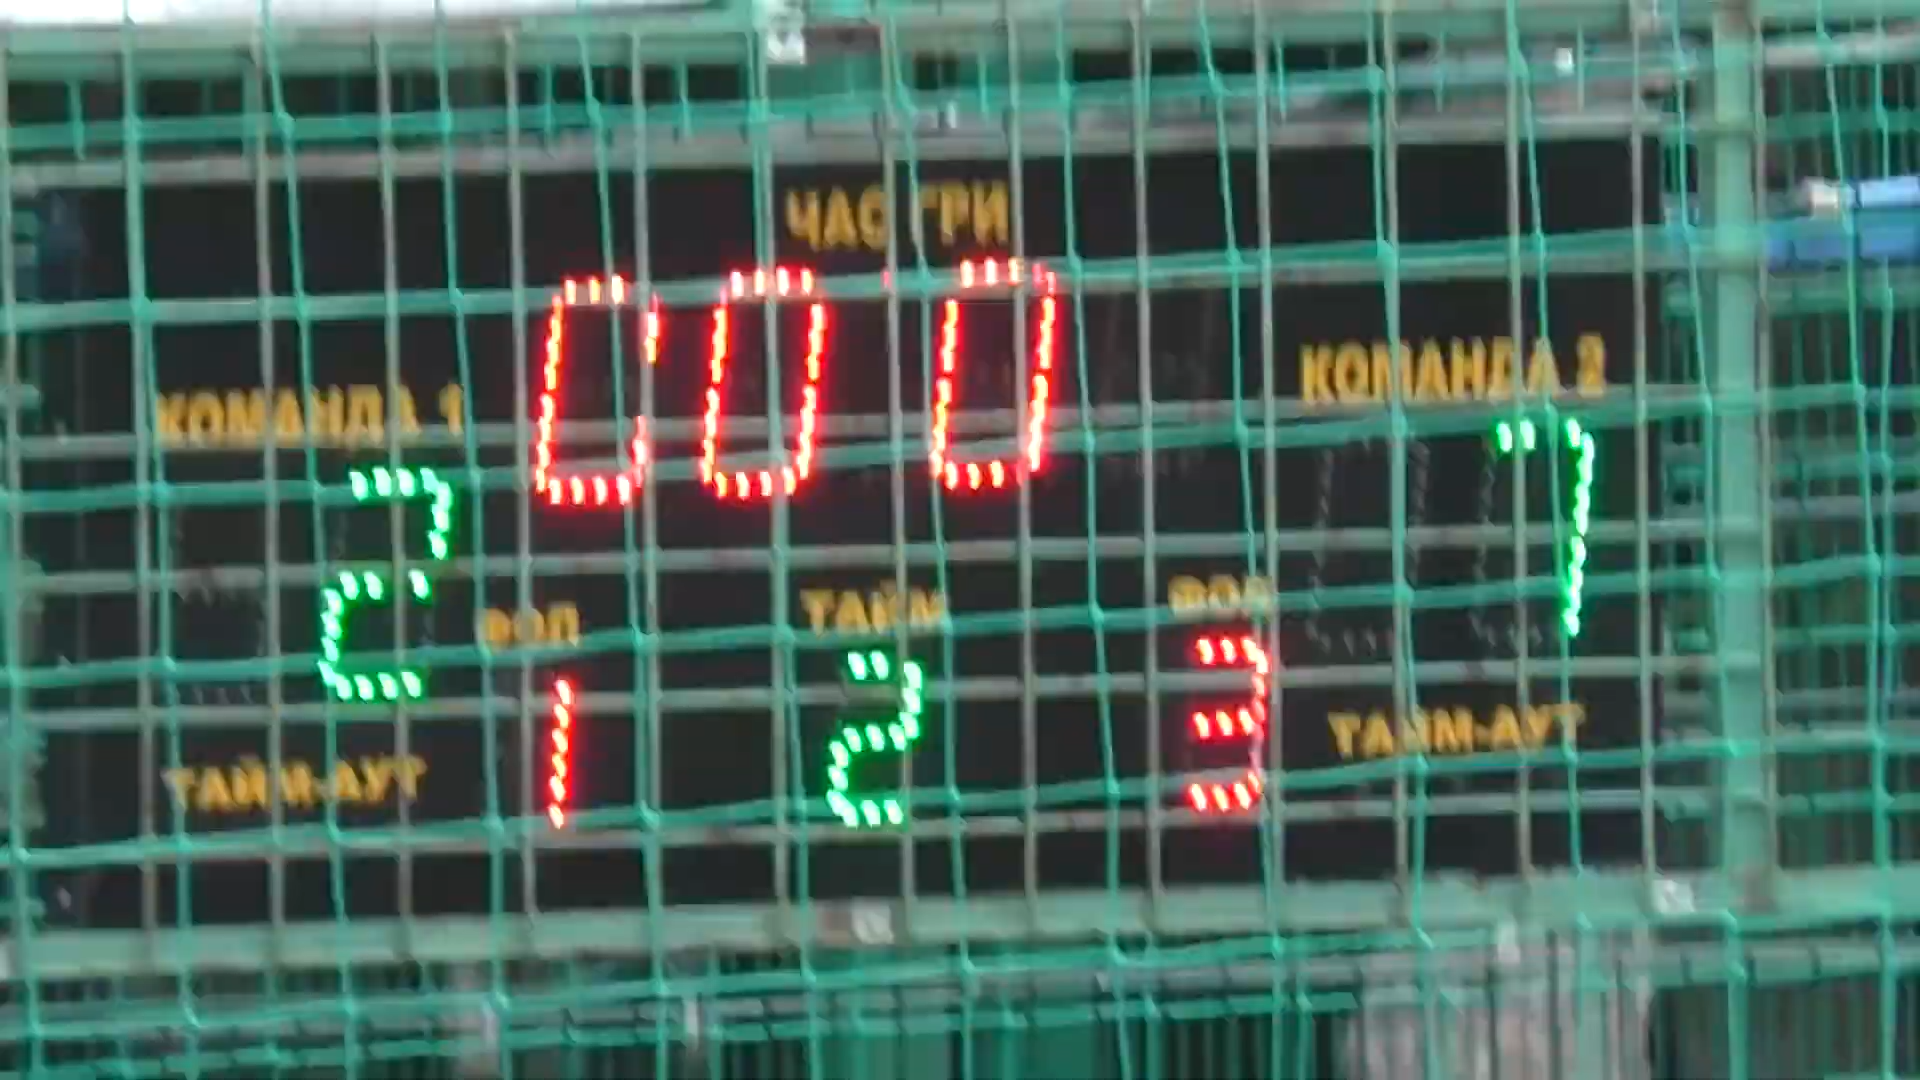 ЧАС ГРИ
00 0
КОМАНДА 1
КОМАНДА 2
2
7
ФОЛ
ТАЙМ
ФОЛ
1
2
3
ТАЙМ-АУТ
ТАЙМ-АУТ